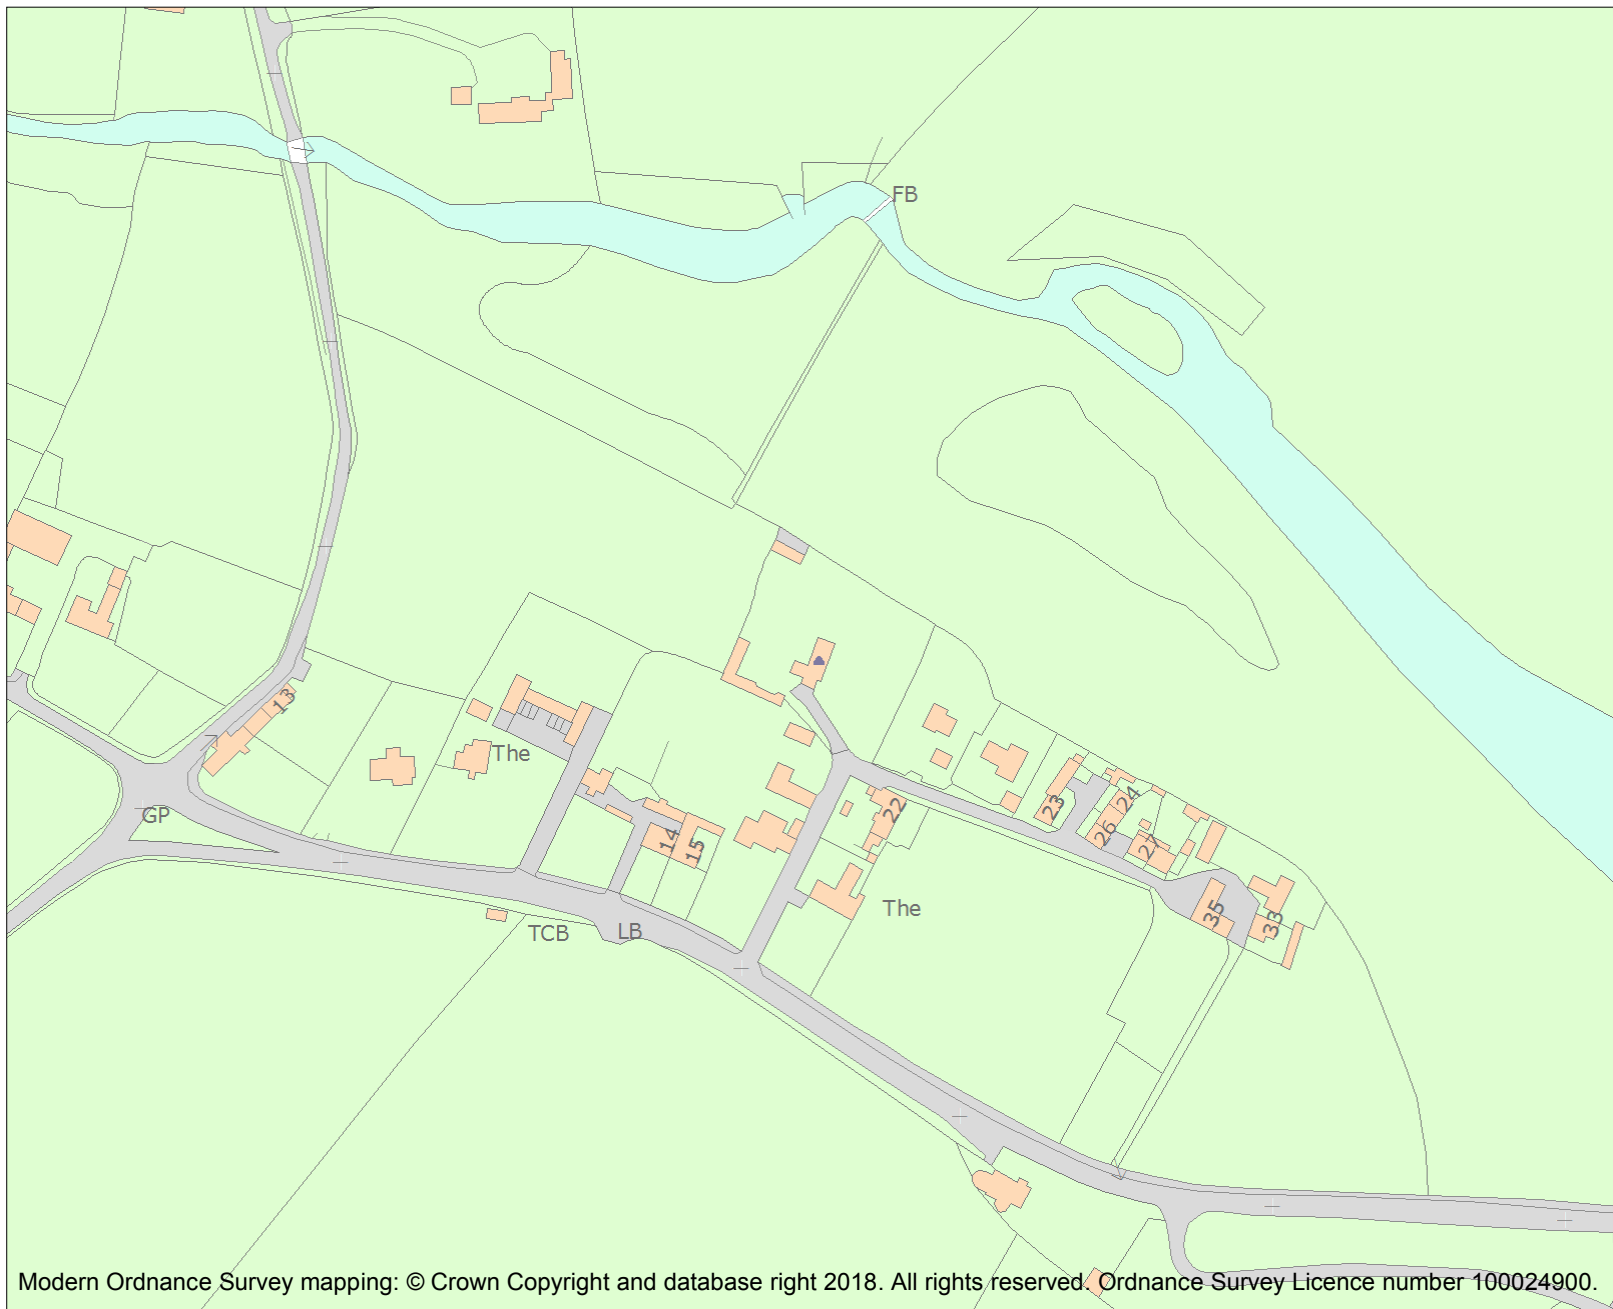 FB
13
The
GP
24
23
22
26
27
14
15
The
35
33
TCB
LB
Modern Ordnance Survey mapping: © Crown Copyright and database right 2018. All rights reserved. Ordnance Survey Licence number 100024900.